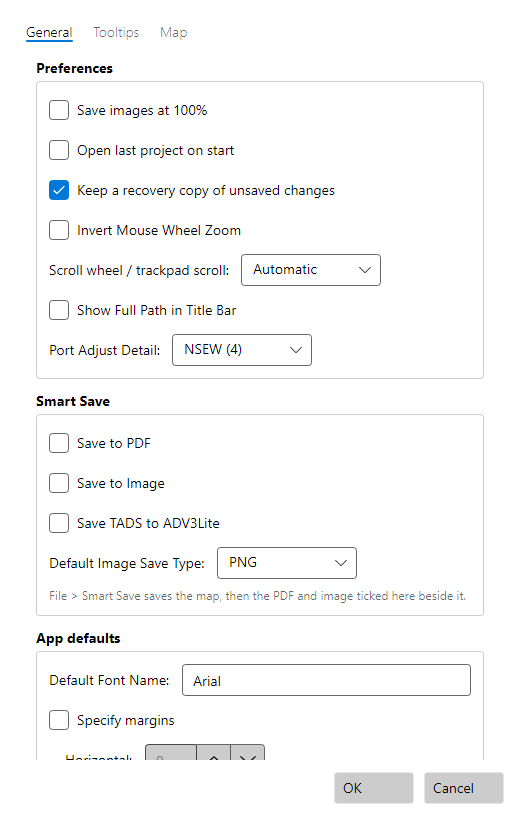 General Tooltips Map
Preferences
Save images at 100%
Open last project on start
Keep a recovery copy of unsaved changes
Invert Mouse Wheel Zoom
Scroll wheel / trackpad scroll: Automatic
Show Full Path in Title Bar
Port Adjust Detail: NSEW (4)
Smart Save
Save to PDF
Save to Image
Save TADS to ADV3Lite
Default Image Save Type: PNG
File > Smart Save saves the map, then the PDF and image ticked here beside it.
App defaults
Default Font Name: Arial
Specify margins
Horizontal: 0
OK Cancel